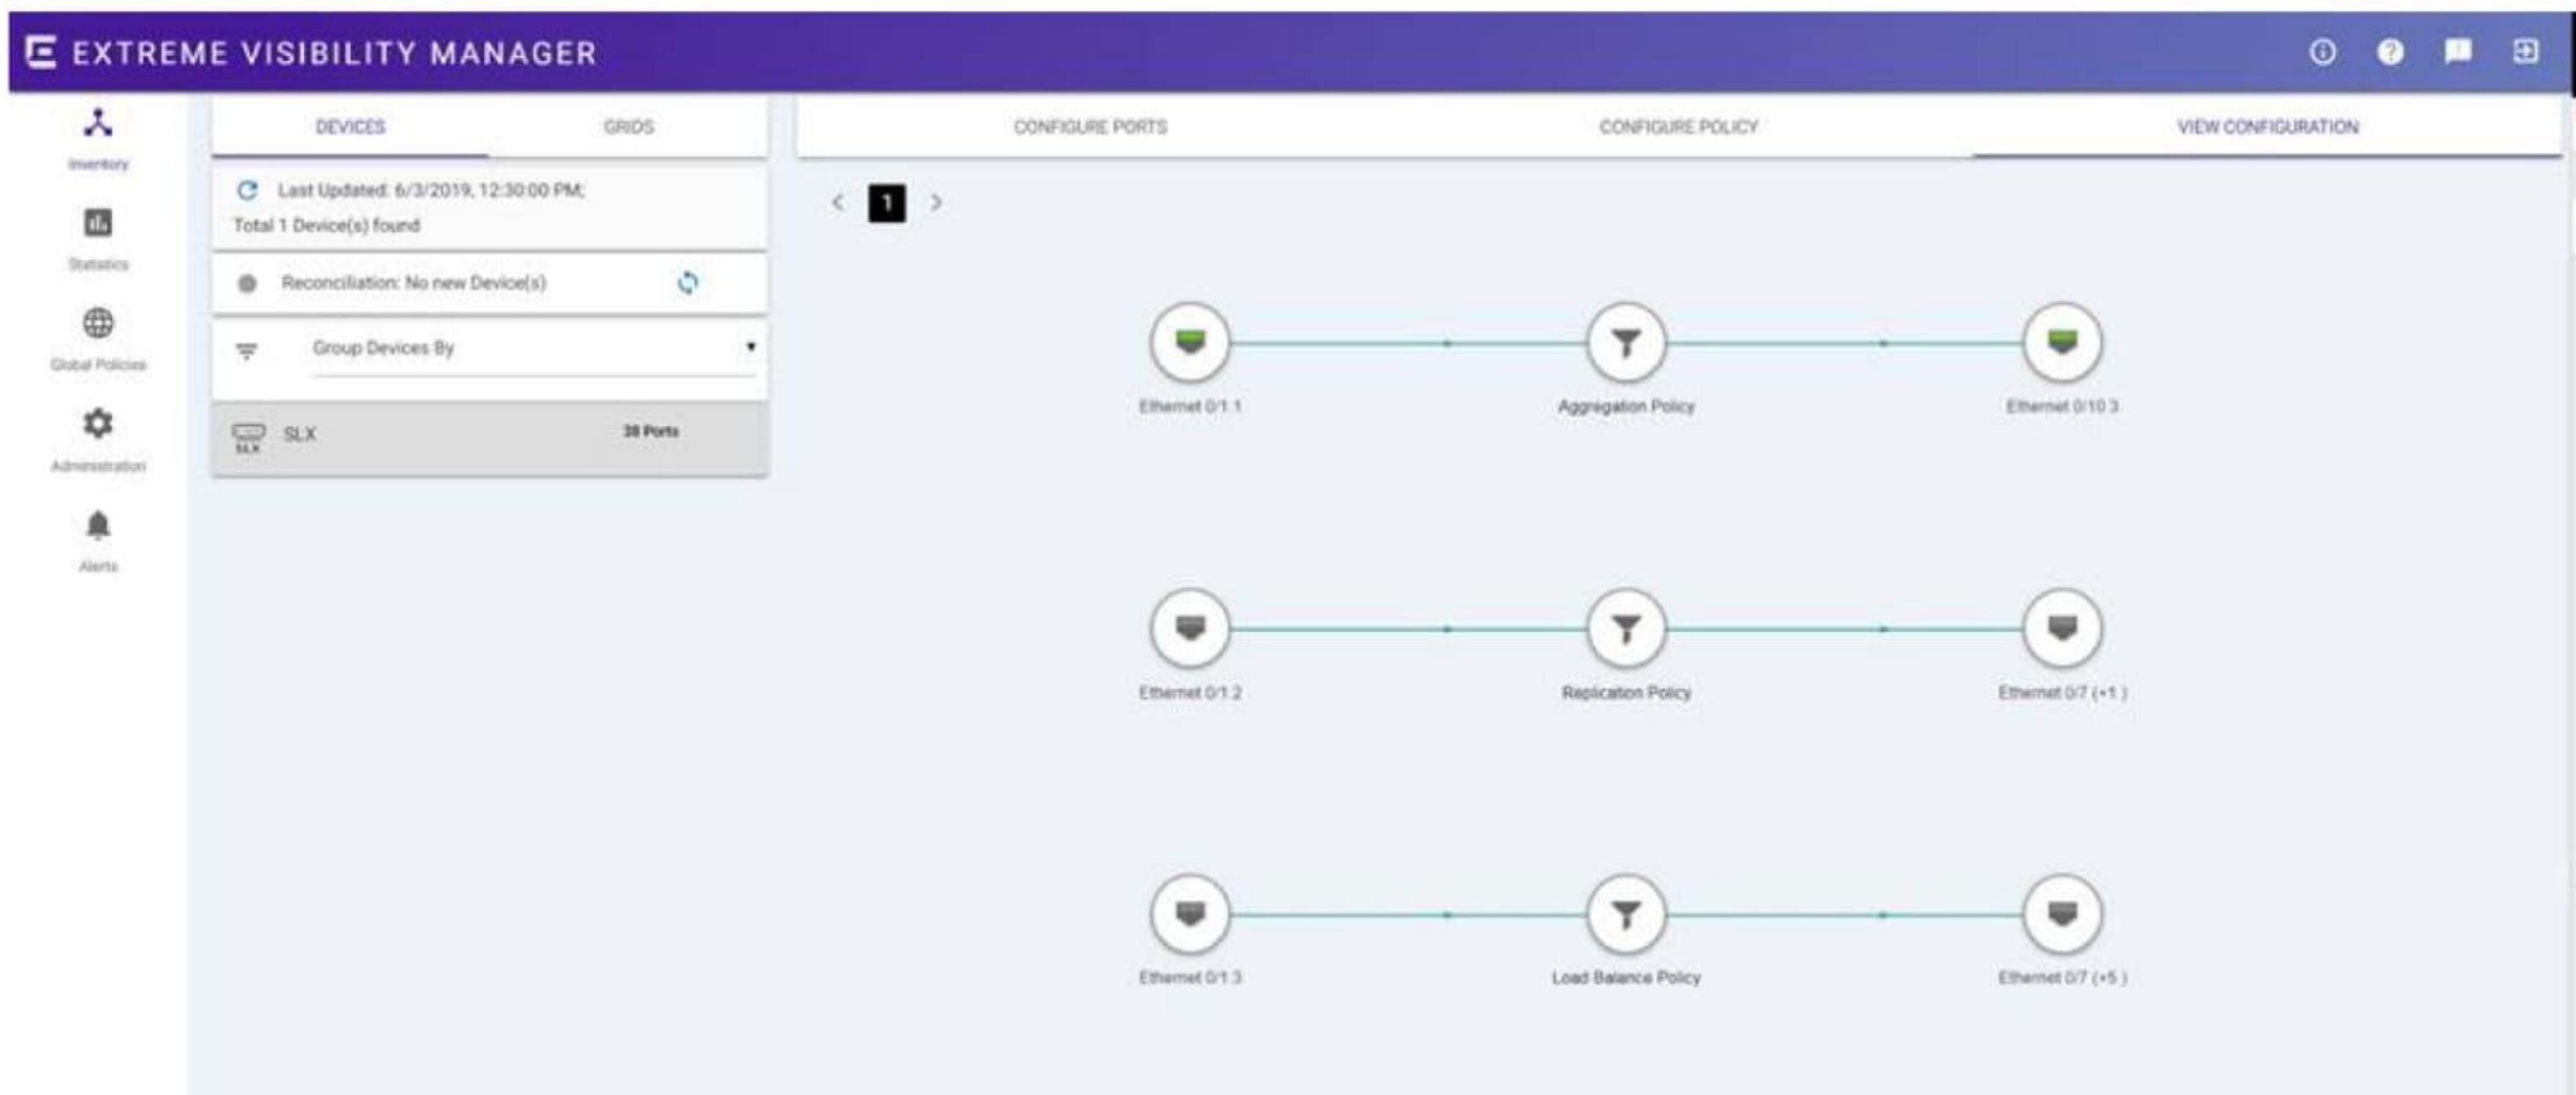 EXTREME VISIBILITY MANAGER
Inventory
Statistics
Global Policies
Administration
Alerts
DEVICES
GRIDS
Last Updated: 6/3/2019, 12:30:00 PM;
Total 1 Device(s) found
Reconciliation: No new Device(s)
Group Devices By
SLX
SLX
38 Ports
CONFIGURE PORTS
CONFIGURE POLICY
VIEW CONFIGURATION
1
Ethernet 0/1:1
Aggregation Policy
Ethernet 0/10:3
Ethernet 0/1:2
Replication Policy
Ethernet 0/7 (+1 )
Ethernet 0/1:3
Load Balance Policy
Ethernet 0/7 (+5 )